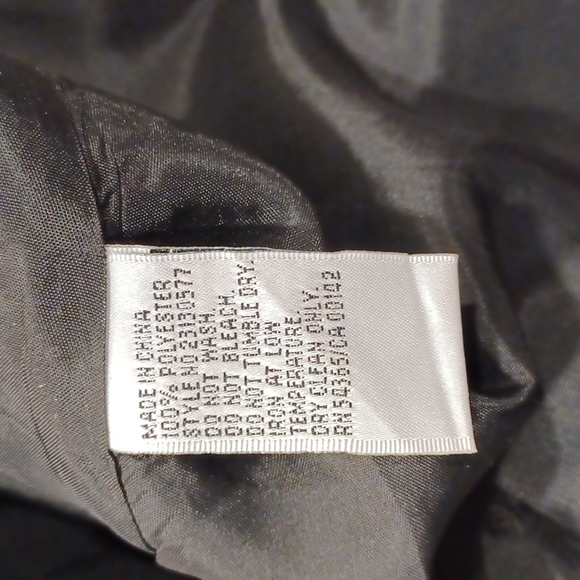 MADE IN CHINA
100% POLYESTER
STYLE NO 23130577
DO NOT WASH
DO NOT BLEACH
DO NOT TUMBLE DRY.
IRON AT LOW
TEMPERATURE.
DRY CLEAN ONLY.
RN 54365/CA 00142